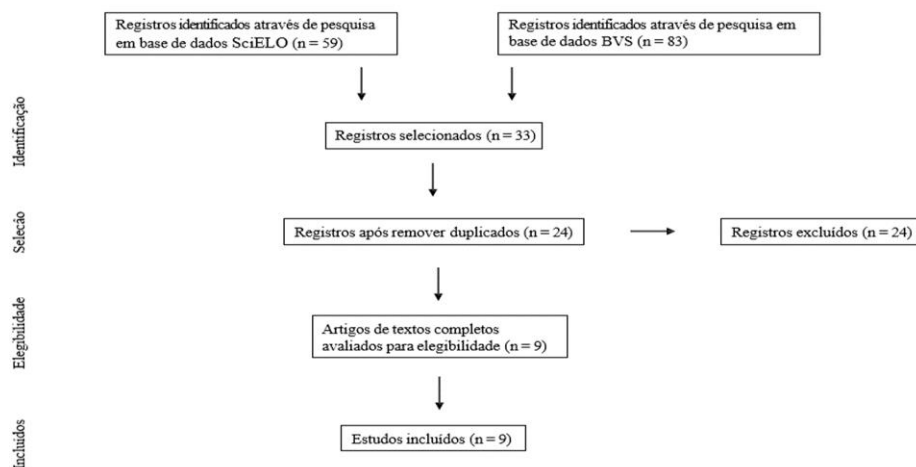 Registros identificados através de pesquisa
em base de dados SciELO (n = 59)
Registros identificados através de pesquisa em
base de dados BVS (n = 83)
Identificação
Registros selecionados (n = 33)
Seleção
Registros após remover duplicados (n = 24)
Registros excluídos (n = 24)
Elegibilidade
Artigos de textos completos
avaliados para elegibilidade (n = 9)
Incluídos
Estudos incluídos (n = 9)